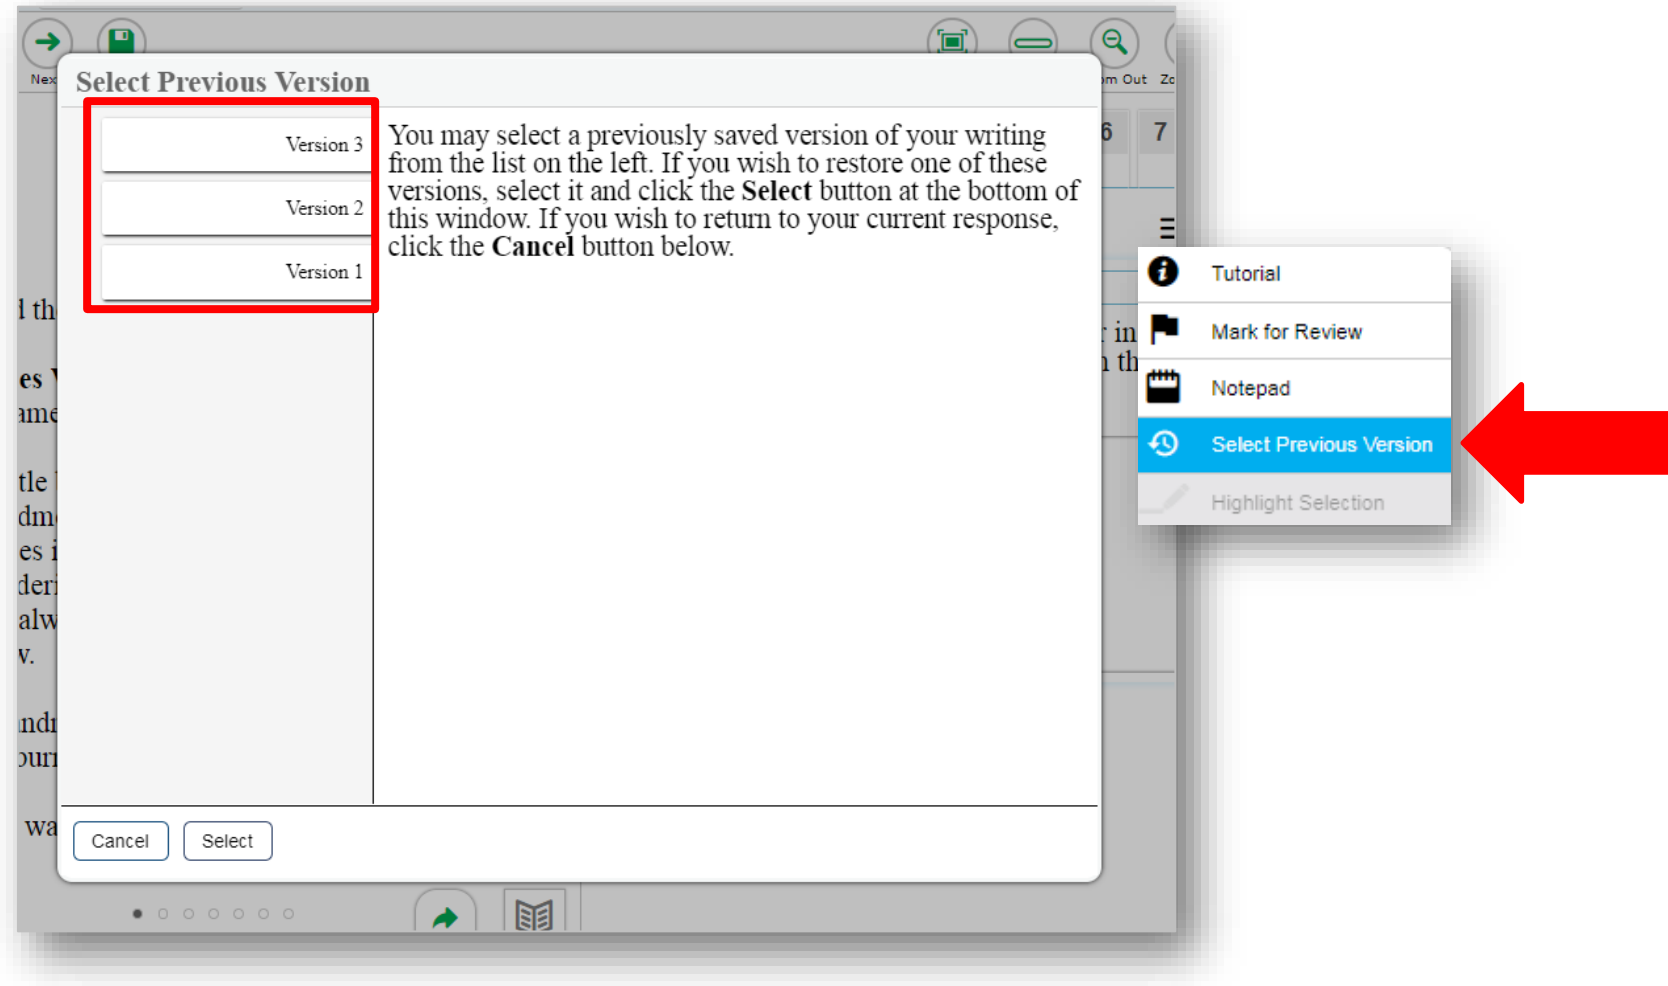 Select Previous Version
Version 3
Version 2
Version 1
You may select a previously saved version of your writing
from the list on the left. If you wish to restore one of these
versions, select it and click the Select button at the bottom of
this window. If you wish to return to your current response,
click the Cancel button below.
Cancel
Select
Out
6 7
in
Tutorial
Mark for Review
Notepad
Select Previous Version
Highlight Selection